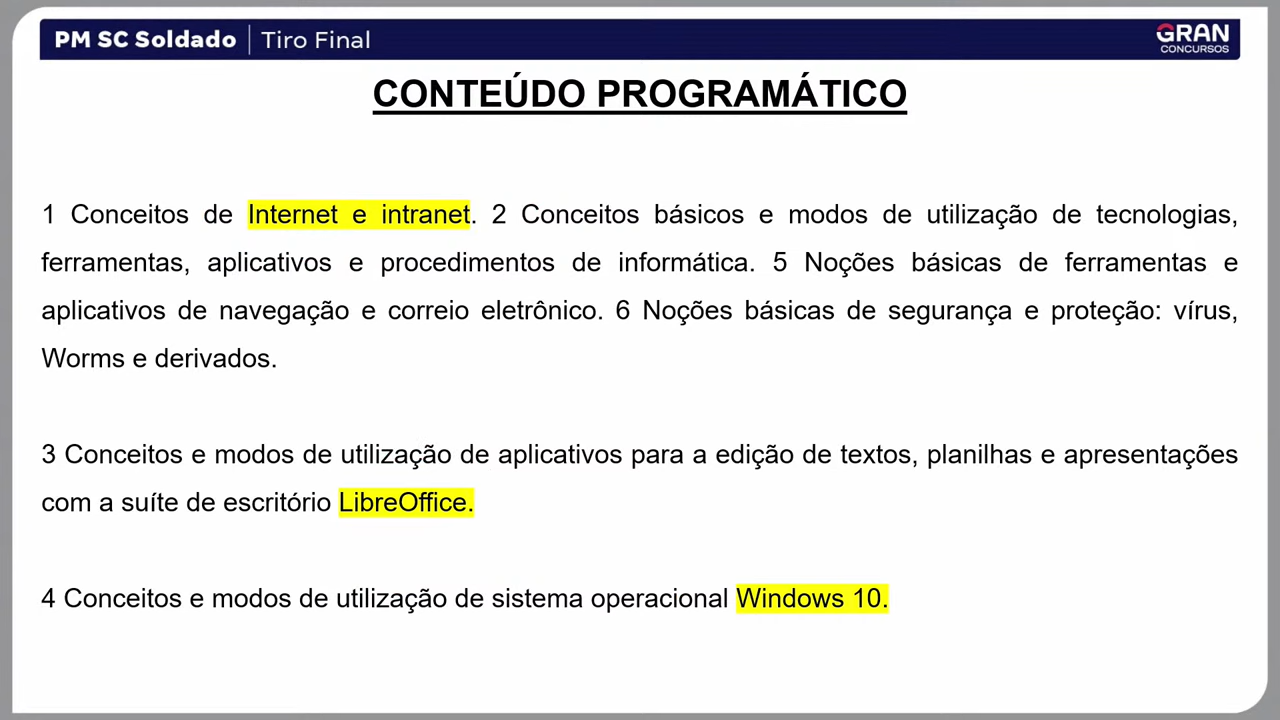 PM SC Soldado | Tiro Final
GRAN
CONCURSOS
CONTEÚDO PROGRAMÁTICO
1 Conceitos de Internet e intranet. 2 Conceitos básicos e modos de utilização de tecnologias,
ferramentas, aplicativos e procedimentos de informática. 5 Noções básicas de ferramentas e
aplicativos de navegação e correio eletrônico. 6 Noções básicas de segurança e proteção: vírus,
Worms e derivados.
3 Conceitos e modos de utilização de aplicativos para a edição de textos, planilhas e apresentações
com a suíte de escritório LibreOffice.
4 Conceitos e modos de utilização de sistema operacional Windows 10.